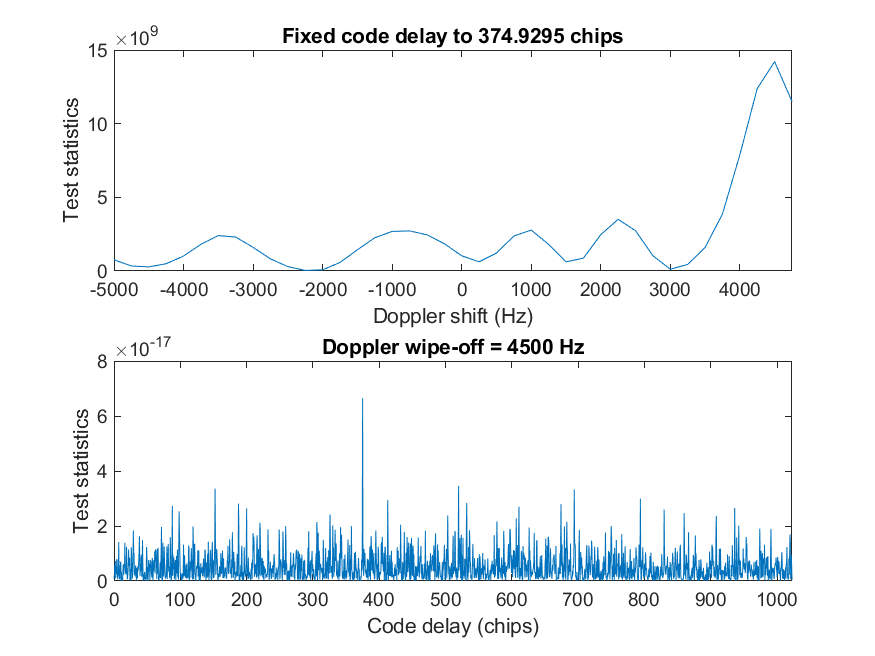 ×10^9
Fixed code delay to 374.9295 chips
15
10
5
0
Test statistics
-5000 -4000 -3000 -2000 -1000 0 1000 2000 3000 4000
Doppler shift (Hz)
×10^-17
Doppler wipe-off = 4500 Hz
8
6
4
2
0
Test statistics
0 100 200 300 400 500 600 700 800 900 1000
Code delay (chips)